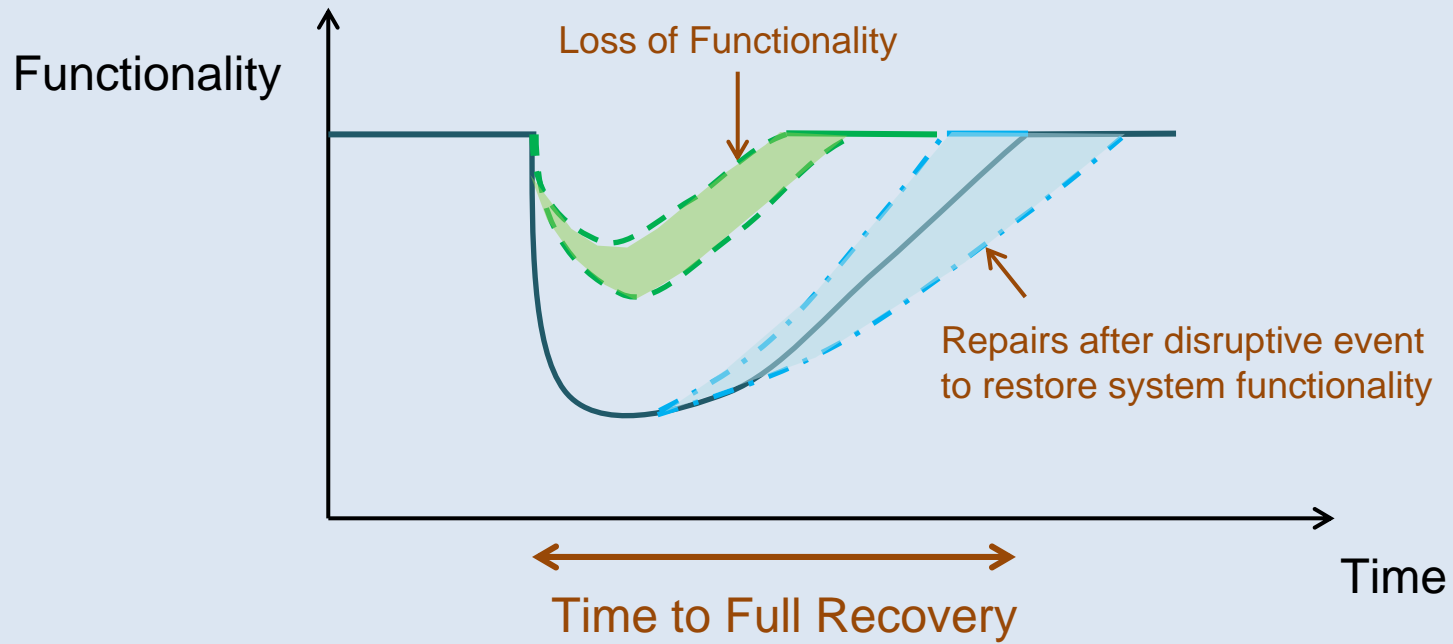 Loss of Functionality
Functionality
Repairs after disruptive event
to restore system functionality
Time
Time to Full Recovery